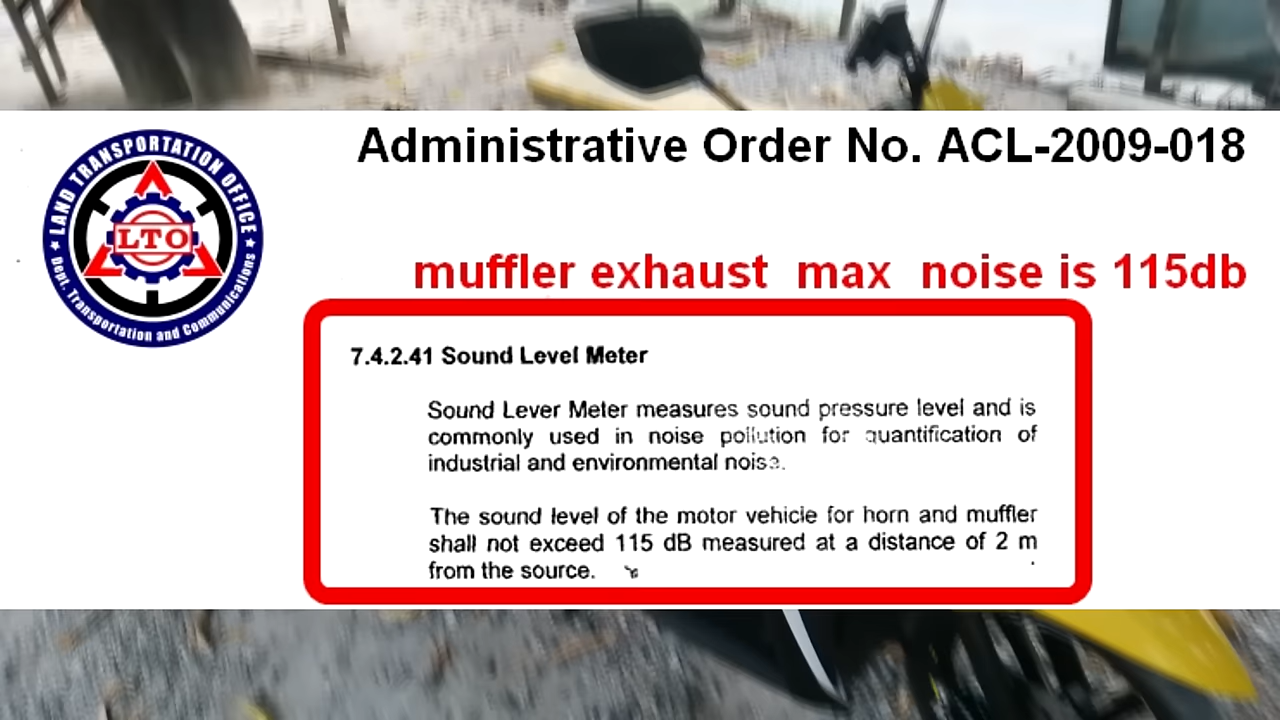 LAND TRANSPORTATION OFFICE
LTO
Dept. Transportation and Communications
Administrative Order No. ACL-2009-018
muffler exhaust max noise is 115db
7.4.2.41 Sound Level Meter
Sound Lever Meter measures sound pressure level and is
commonly used in noise pollution for quantification of
industrial and environmental noise.
The sound level of the motor vehicle for horn and muffler
shall not exceed 115 dB measured at a distance of 2 m
from the source.